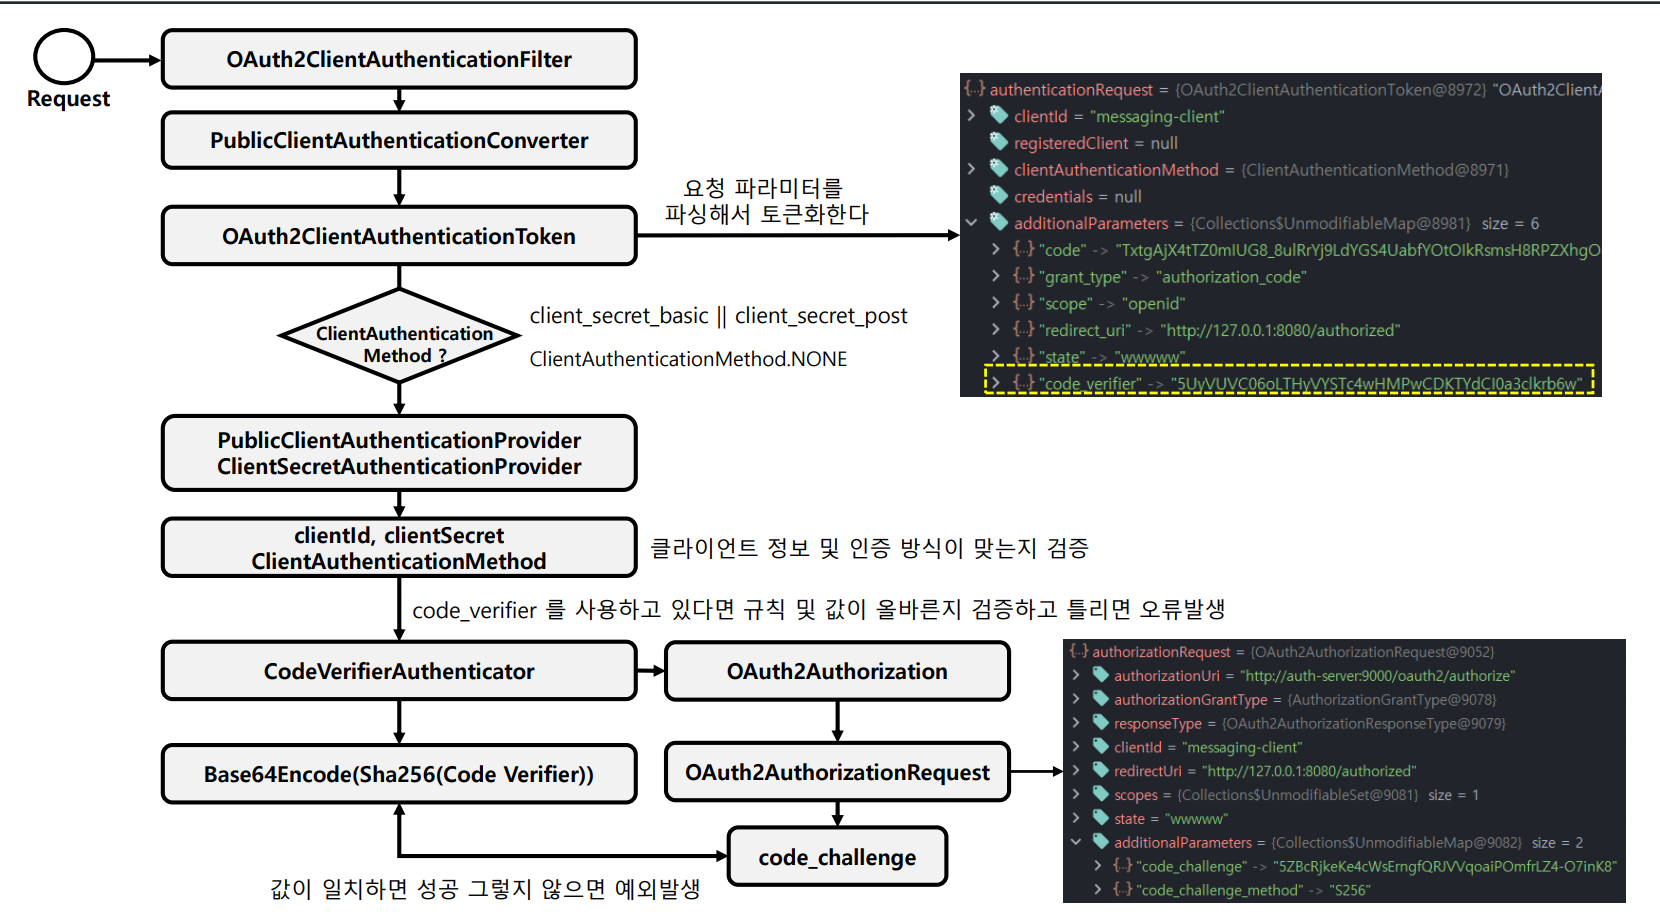 Request
OAuth2ClientAuthenticationFilter
PublicClientAuthenticationConverter
OAuth2ClientAuthenticationToken
요청 파라미터를
파싱해서 토큰화한다
ClientAuthentication
Method ?
client_secret_basic || client_secret_post
ClientAuthenticationMethod.NONE
PublicClientAuthenticationProvider
ClientSecretAuthenticationProvider
clientId, clientSecret
ClientAuthenticationMethod
클라이언트 정보 및 인증 방식이 맞는지 검증
code_verifier 를 사용하고 있다면 규칙 및 값이 올바른지 검증하고 틀리면 오류발생
CodeVerifierAuthenticator
OAuth2Authorization
Base64Encode(Sha256(Code Verifier))
OAuth2AuthorizationRequest
code_challenge
값이 일치하면 성공 그렇지 않으면 예외발생
{..} authenticationRequest = {OAuth2ClientAuthenticationToken@8972} "OAuth2ClientA
clientId = "messaging-client"
registeredClient = null
clientAuthenticationMethod = {ClientAuthenticationMethod@8971}
credentials = null
additionalParameters = {Collections$UnmodifiableMap@8981} size = 6
{..} "code" -> 
{..} "grant_type" -> "authorization_code"
{..} "scope" -> "openid"
{..} "redirect_uri" -> "http://127.0.0.1:8080/authorized"
{..} "state" -> "wwwww"
{..} "code_verifier" -> 
{..} authorizationRequest = {OAuth2AuthorizationRequest@9052}
authorizationUri = "http://auth-server:9000/oauth2/authorize"
authorizationGrantType = {AuthorizationGrantType@9078}
responseType = {OAuth2AuthorizationResponseType@9079}
clientId = "messaging-client"
redirectUri = "http://127.0.0.1:8080/authorized"
scopes = {Collections$UnmodifiableSet@9081} size = 1
state = "wwwww"
additionalParameters = {Collections$UnmodifiableMap@9082} size = 2
{..} "code_challenge" -> 
{..} "code_challenge_method" -> "S256"